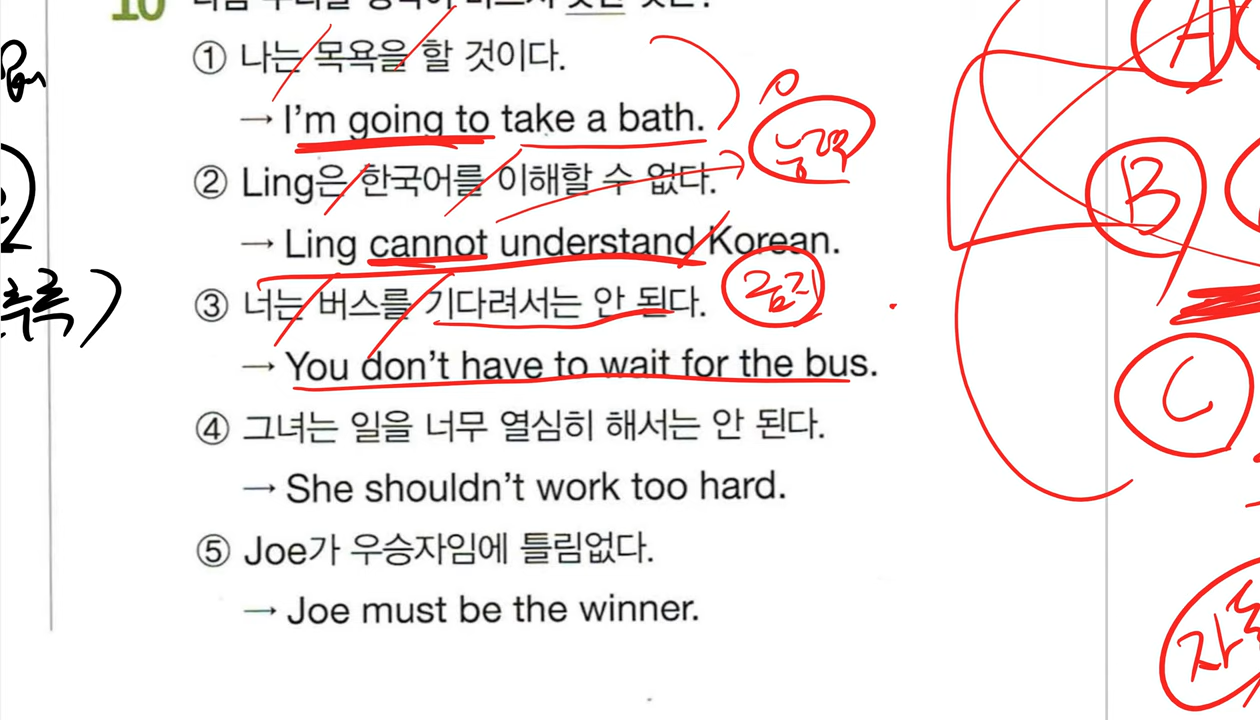 10
① 나는 목욕을 할 것이다.
→ I'm going to take a bath.
능력
② Ling은 한국어를 이해할 수 없다.
→ Ling cannot understand Korean.
③ 너는 버스를 기다려서는 안 된다.
금지
→ You don't have to wait for the bus.
④ 그녀는 일을 너무 열심히 해서는 안 된다.
→ She shouldn't work too hard.
⑤ Joe가 우승자임에 틀림없다.
→ Joe must be the winner.
A
B
C